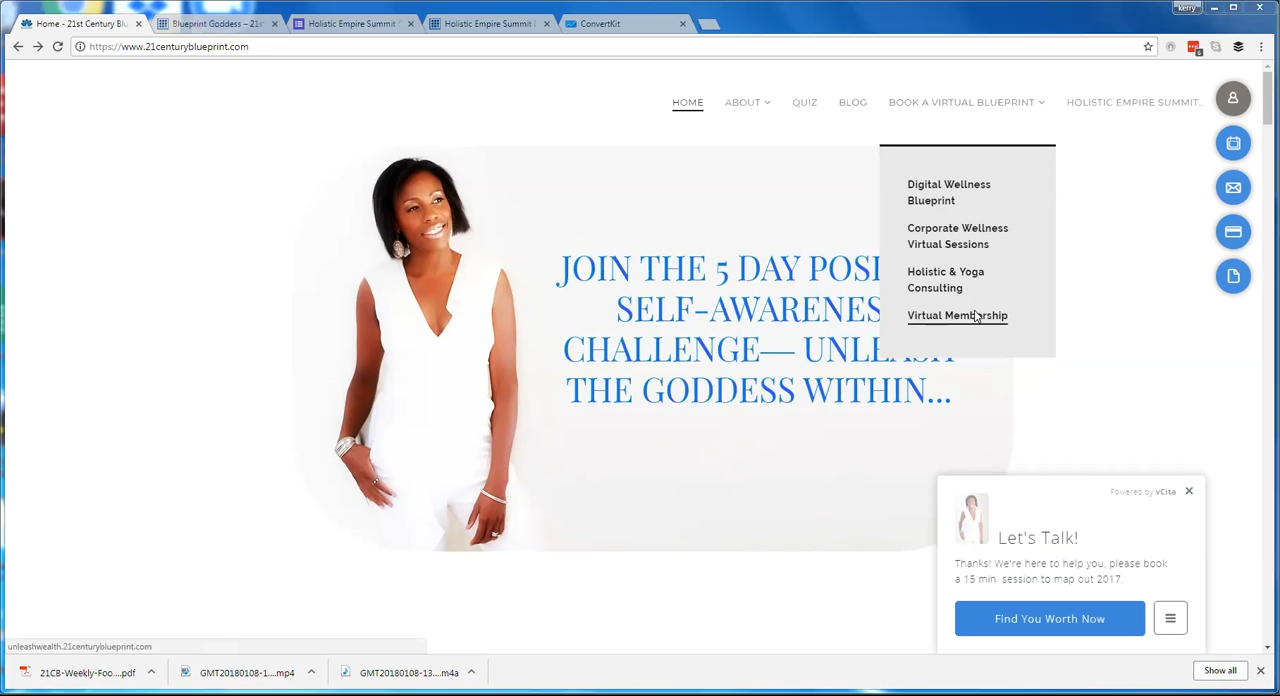 kerry
Home - 21st Century Blu
Blueprint Goddess – 21s
Holistic Empire Summit
Holistic Empire Summit
ConvertKit
https://www.21centuryblueprint.com
6
HOME ABOUT QUIZ BLOG BOOK A VIRTUAL BLUEPRINT HOLISTIC EMPIRE SUMMIT..
Digital Wellness
Blueprint
Corporate Wellness
Virtual Sessions
Holistic & Yoga
Consulting
Virtual Membership
JOIN THE 5 DAY POSI
SELF-AWARENES
CHALLENGE— UNLEASH
THE GODDESS WITHIN...
Powered by vCita
Let's Talk!
Thanks! We're here to help you, please book
a 15 min. session to map out 2017.
Find You Worth Now
unleashwealth.21centuryblueprint.com
21CB-Weekly-Foo....pdf
GMT20180108-1....mp4
GMT20180108-13....m4a
Show all